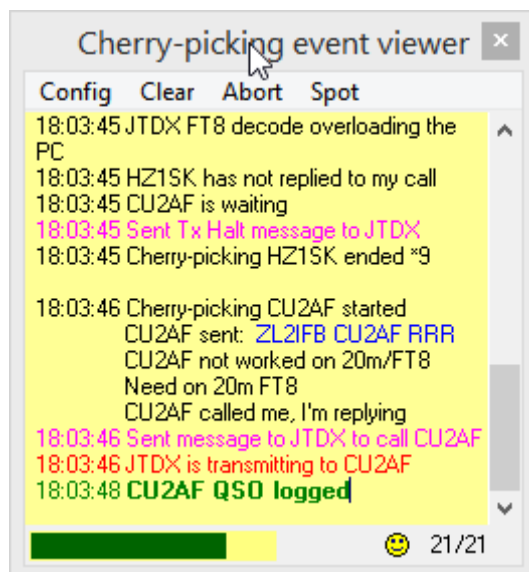 Cherry-picking event viewer
Config Clear Abort Spot
18:03:45 JTDX FT8 decode overloading the
PC
18:03:45 HZ1SK has not replied to my call
18:03:45 CU2AF is waiting
18:03:45 Sent Tx Halt message to JTDX
18:03:45 Cherry-picking HZ1SK ended *9
18:03:46 Cherry-picking CU2AF started
CU2AF sent: ZL2IFB CU2AF RRR
CU2AF not worked on 20m/FT8
Need on 20m FT8
CU2AF called me, I'm replying
18:03:46 Sent message to JTDX to call CU2AF
18:03:46 JTDX is transmitting to CU2AF
18:03:48 CU2AF QSO logged
21/21